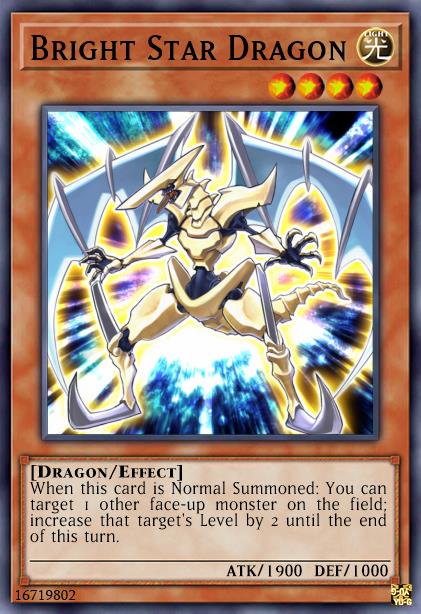 Bright Star Dragon
LIGHT
光
[Dragon/Effect]
When this card is Normal Summoned: You can
target 1 other face-up monster on the field;
increase that target's Level by 2 until the end
of this turn.
ATK/1900 DEF/1000
16719802